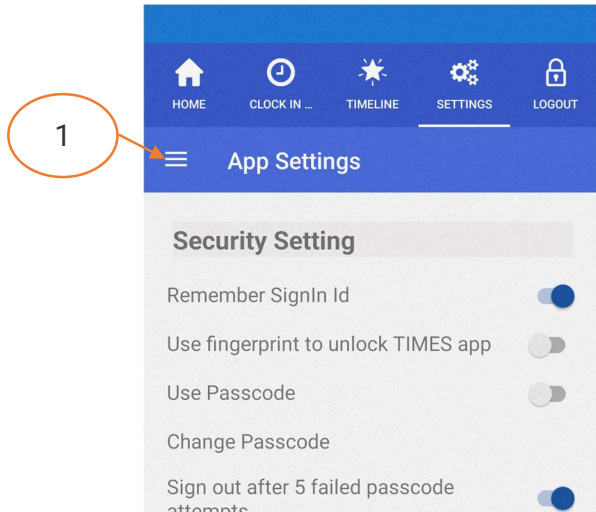 HOME CLOCK IN ... TIMELINE SETTINGS LOGOUT
1
App Settings
Security Setting
Remember SignIn Id
Use fingerprint to unlock TIMES app
Use Passcode
Change Passcode
Sign out after 5 failed passcode
attempts